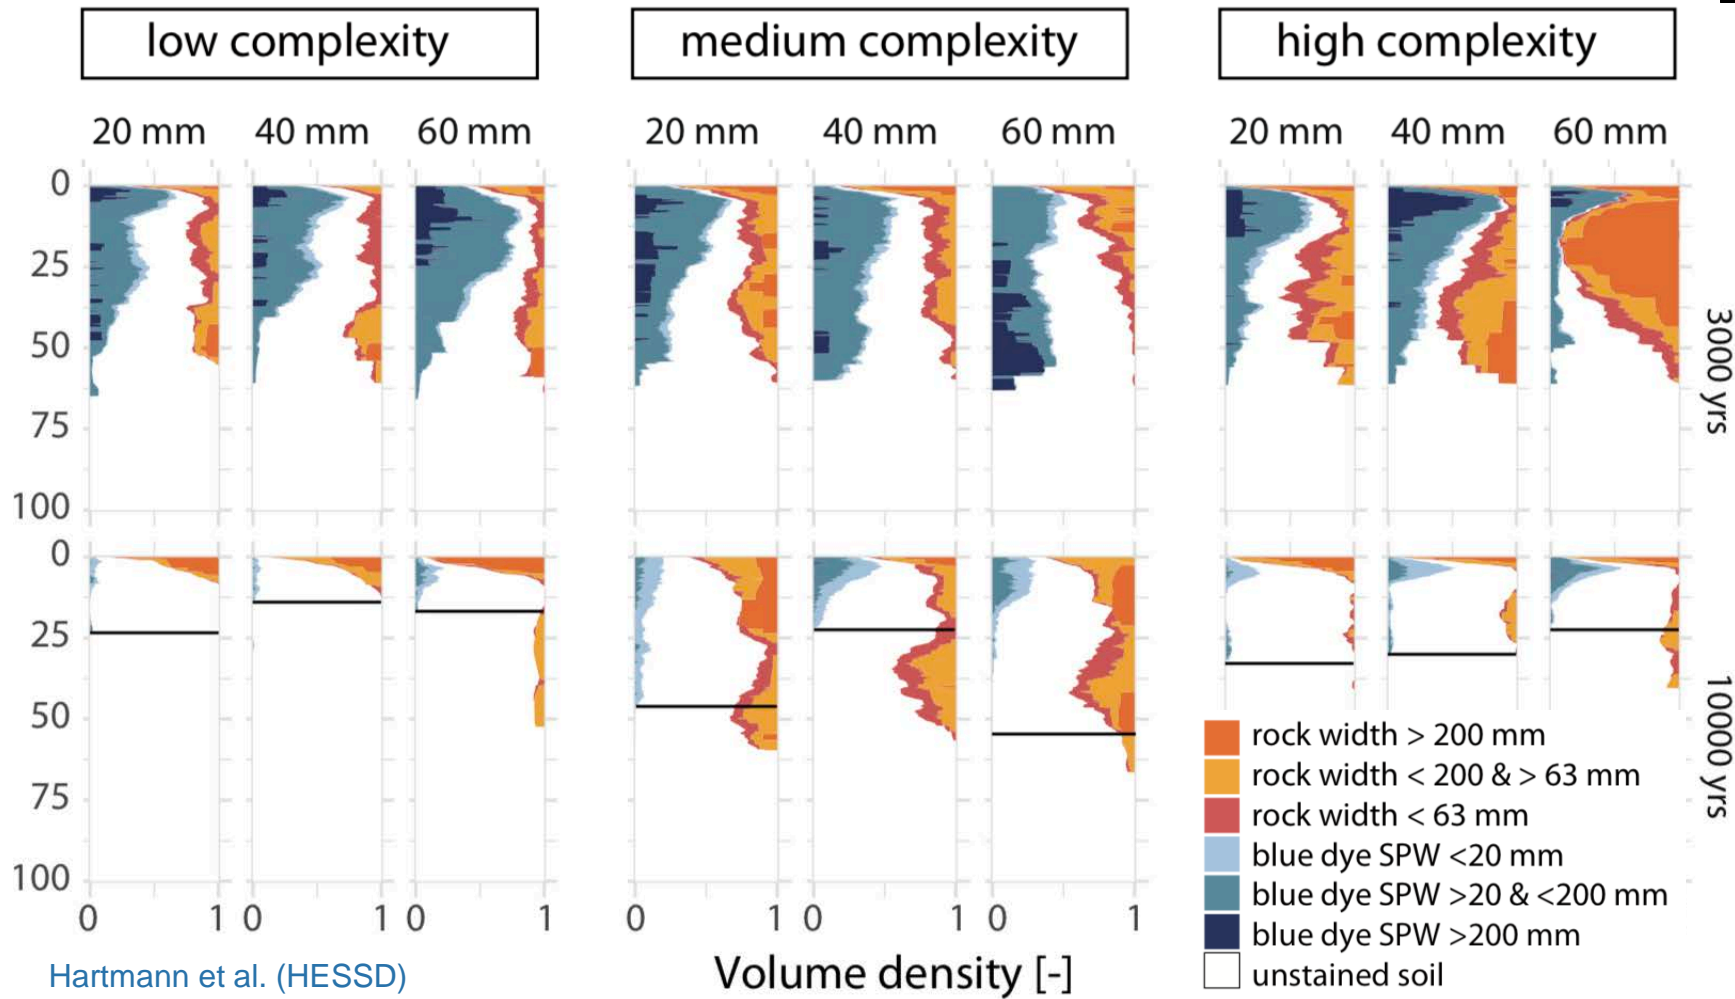 low complexity
medium complexity
high complexity
20 mm 40 mm 60 mm
20 mm 40 mm 60 mm
20 mm 40 mm 60 mm
0
25
50
75
100
3000 yrs
0
25
50
75
100
10000 yrs
0 1 0 1 0 1
0 1 0 1 0 1
Volume density [-]
rock width > 200 mm
rock width < 200 & > 63 mm
rock width < 63 mm
blue dye SPW <20 mm
blue dye SPW >20 & <200 mm
blue dye SPW >200 mm
unstained soil
Hartmann et al. (HESSD)